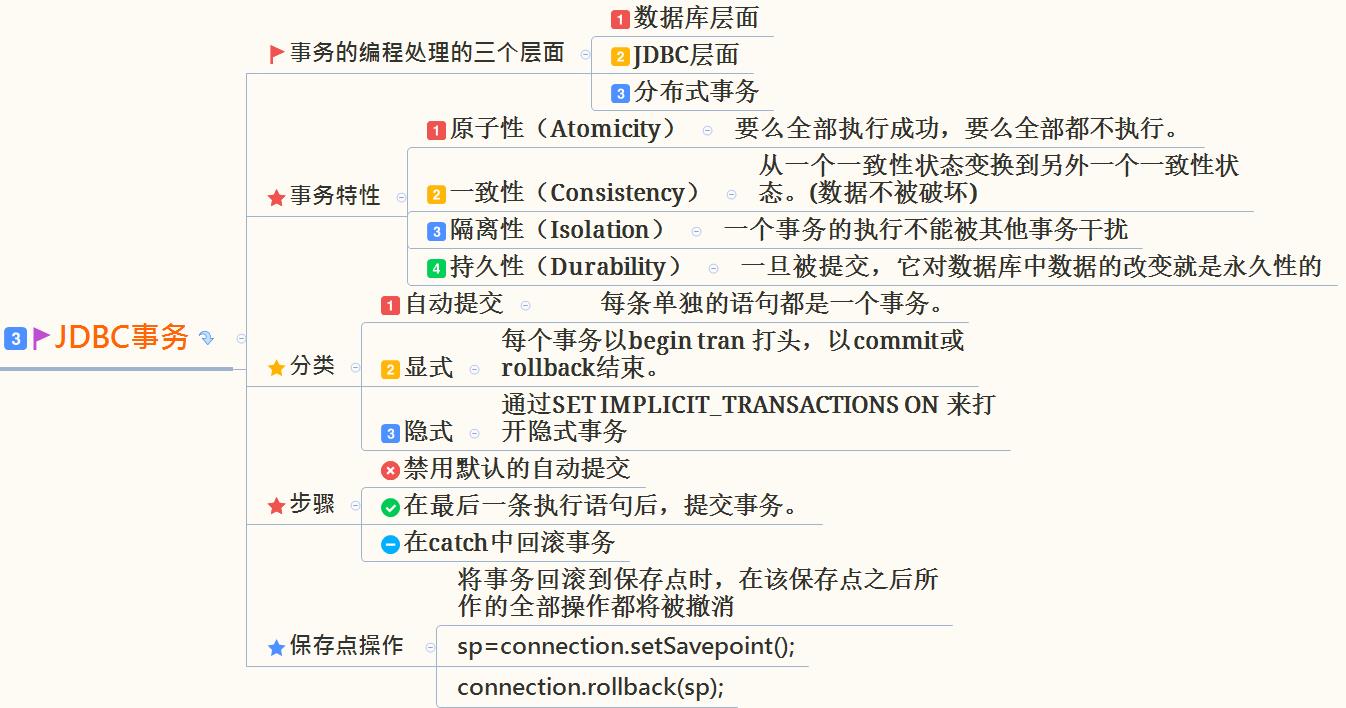 3 JDBC事务
事务的编程处理的三个层面
1 数据库层面
2 JDBC层面
3 分布式事务
事务特性
1 原子性（Atomicity） 要么全部执行成功，要么全部都不执行。
2 一致性（Consistency） 从一个一致性状态变换到另外一个一致性状
态。(数据不被破坏)
3 隔离性（Isolation） 一个事务的执行不能被其他事务干扰
4 持久性（Durability） 一旦被提交，它对数据库中数据的改变就是永久性的
分类
1 自动提交 每条单独的语句都是一个事务。
2 显式 每个事务以begin tran 打头，以commit或
rollback结束。
3 隐式 通过SET IMPLICIT_TRANSACTIONS ON 来打
开隐式事务
步骤
禁用默认的自动提交
在最后一条执行语句后，提交事务。
在catch中回滚事务
保存点操作
将事务回滚到保存点时，在该保存点之后所
作的全部操作都将被撤消
sp=connection.setSavepoint();
connection.rollback(sp);